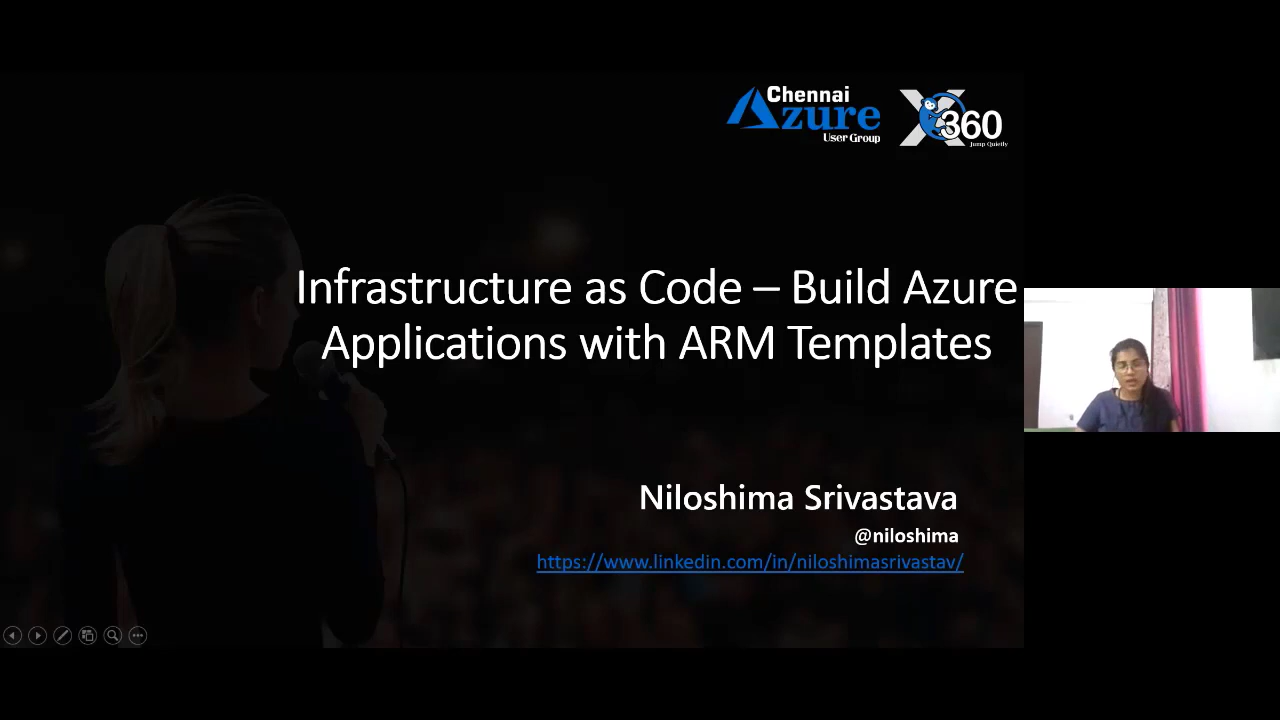 Chennai
Azure
User Group
X360
Jump Quietly
Infrastructure as Code – Build Azure
Applications with ARM Templates
Niloshima Srivastava
@niloshima
https://www.linkedin.com/in/niloshimasrivastav/